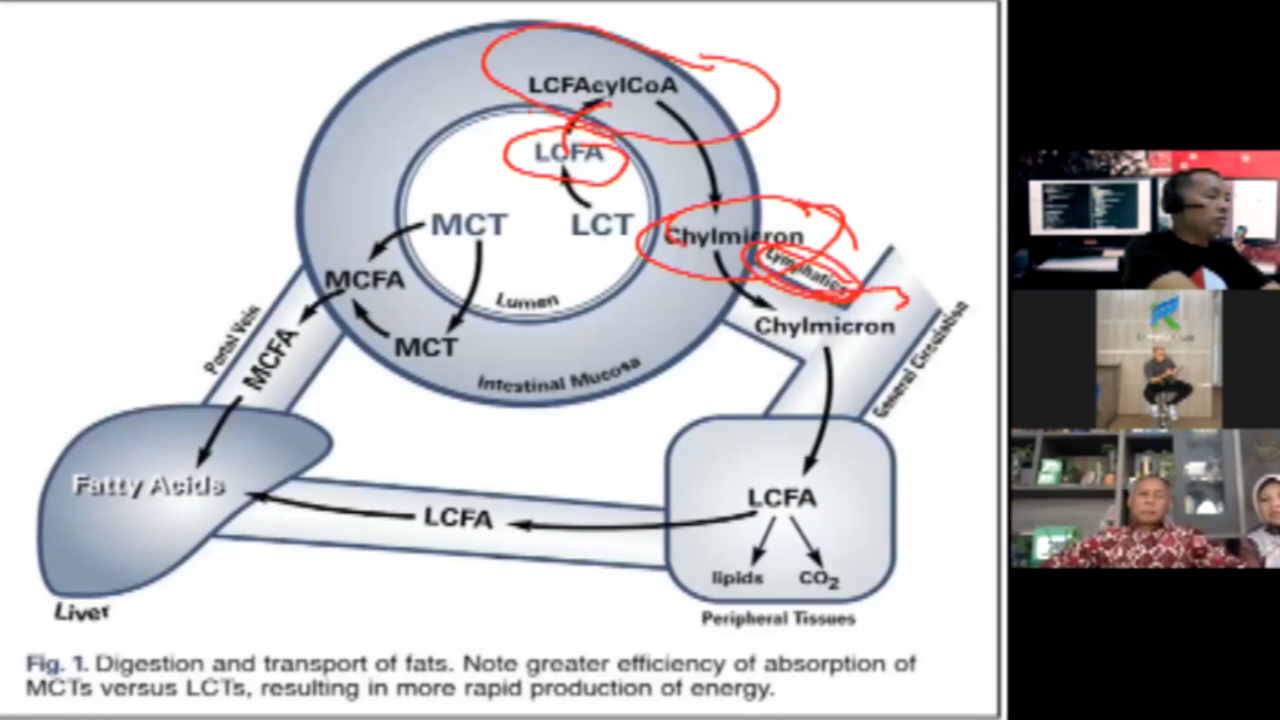 LCFAcylCoA
LCFA
MCT
LCT
Chylmicron
Lymphatics
MCFA
Lumen
Chylmicron
MCT
Portal Vein
MCFA
Intestinal Mucosa
General Circulation
Fatty Acids
LCFA
LCFA
lipids
CO₂
Liver
Peripheral Tissues
Fig. 1. Digestion and transport of fats. Note greater efficiency of absorption of
MCTs versus LCTs, resulting in more rapid production of energy.